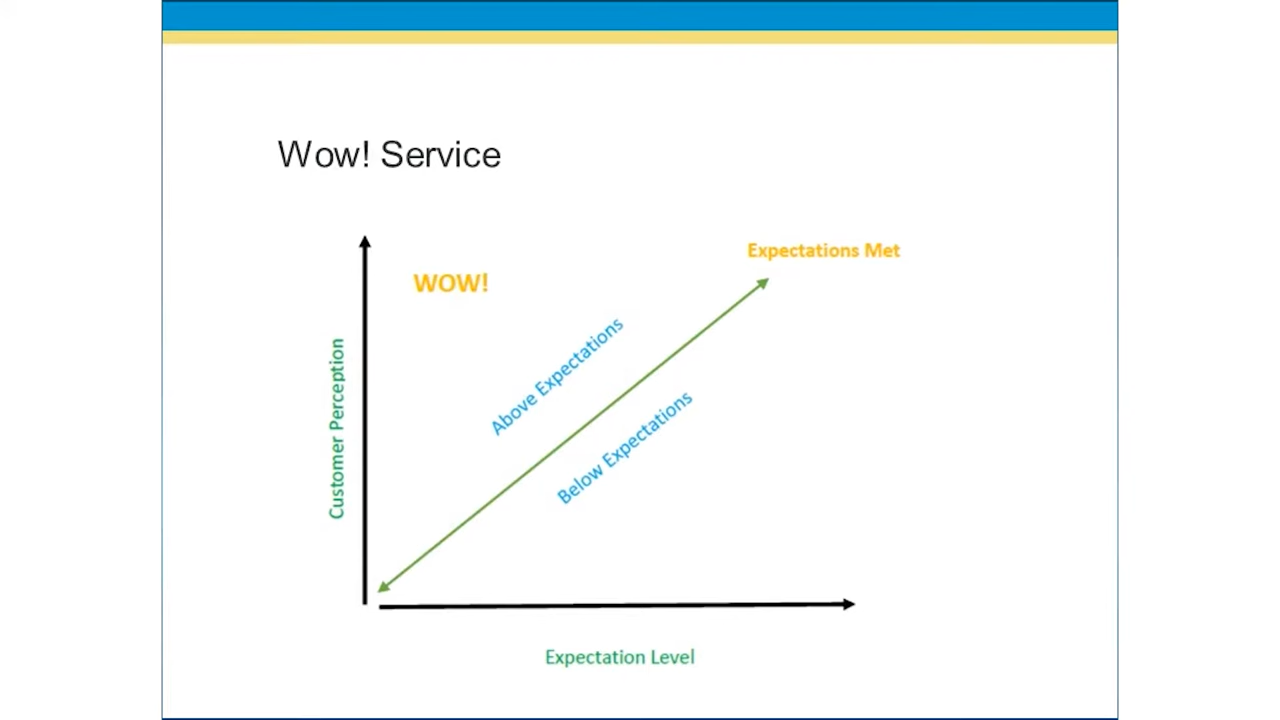 Wow! Service
Expectations Met
WOW!
Above Expectations
Below Expectations
Customer Perception
Expectation Level